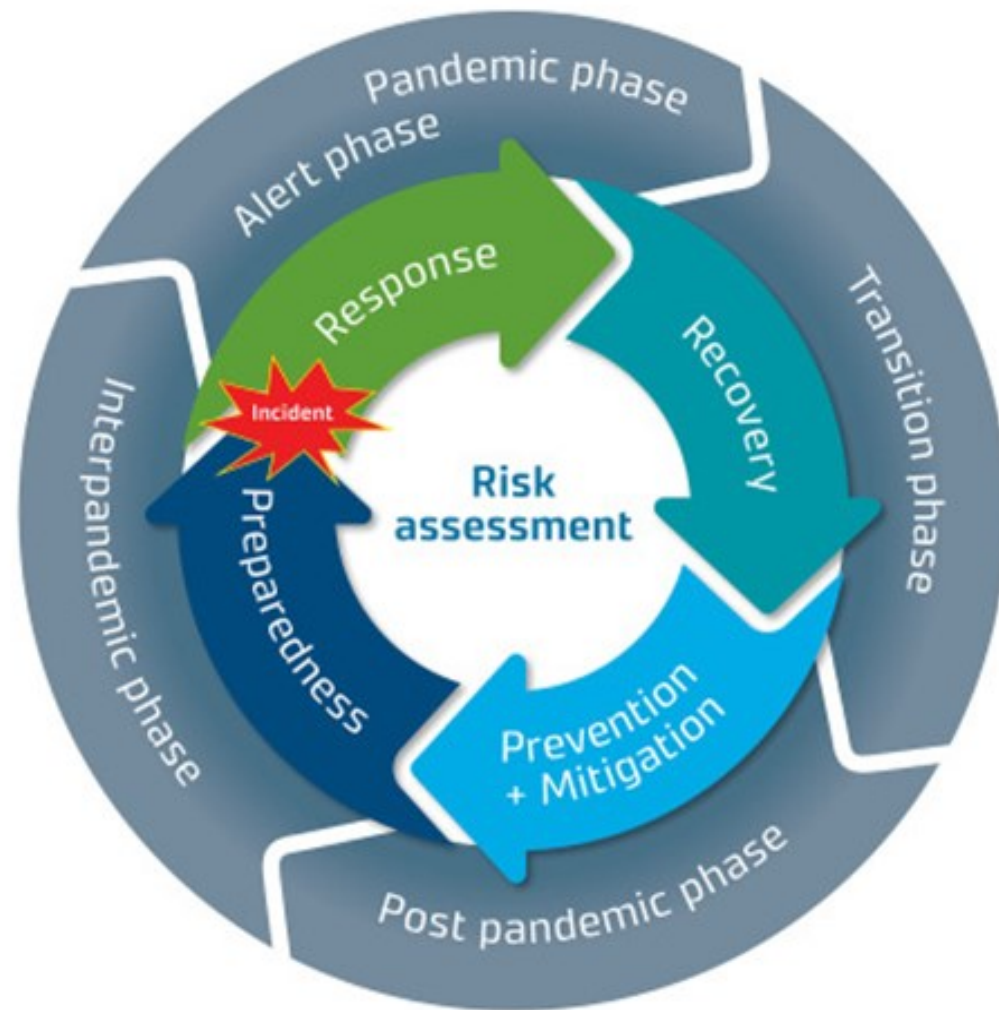 Pandemic phase
Alert phase
Transition phase
Post pandemic phase
Interpandemic phase
Response
Recovery
Prevention
+ Mitigation
Preparedness
Incident
Risk
assessment